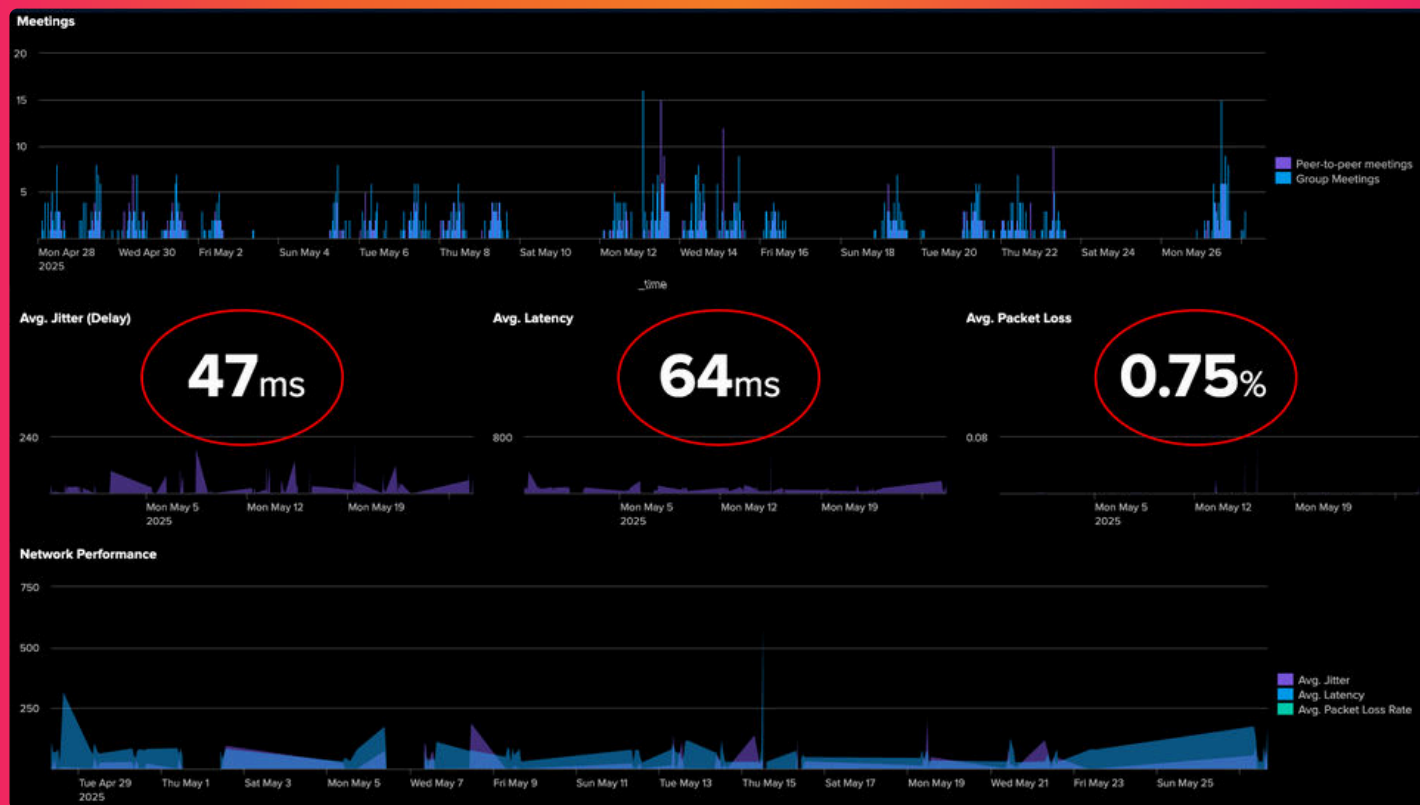 Meetings
20
15
10
5
Peer-to-peer meetings
Group Meetings
Mon Apr 28 Wed Apr 30 Fri May 2 Sun May 4 Tue May 6 Thu May 8 Sat May 10 Mon May 12 Wed May 14 Fri May 16 Sun May 18 Tue May 20 Thu May 22 Sat May 24 Mon May 26
2025
_time
Avg. Jitter (Delay) Avg. Latency Avg. Packet Loss
47ms 64ms 0.75%
240 800 0.08
Mon May 5 Mon May 12 Mon May 19 Mon May 5 Mon May 12 Mon May 19 Mon May 5 Mon May 12 Mon May 19
2025 2025 2025
Network Performance
750
500
250
Avg. Jitter
Avg. Latency
Avg. Packet Loss Rate
Tue Apr 29 Thu May 1 Sat May 3 Mon May 5 Wed May 7 Fri May 9 Sun May 11 Tue May 13 Thu May 15 Sat May 17 Mon May 19 Wed May 21 Fri May 23 Sun May 25
2025